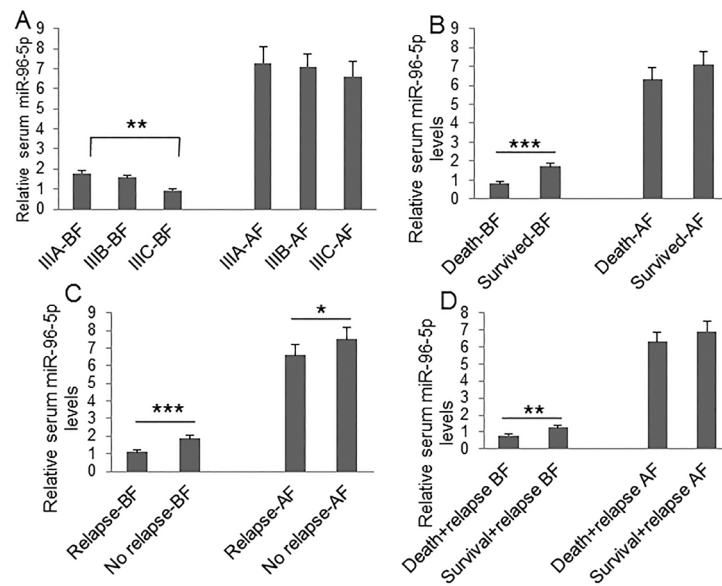 A
Relative serum miR-96-5p
9
8
7
6
5
4
3
2
1
0
**
IIIA-BF
IIIB-BF
IIIC-BF
IIIA-AF
IIIB-AF
IIIC-AF
B
Relative serum miR-96-5p
levels
9
8
7
6
5
4
3
2
1
0
***
Death-BF
Survived-BF
Death-AF
Survived-AF
C
Relative serum miR-96-5p
levels
9
8
7
6
5
4
3
2
1
0
***
*
Relapse-BF
No relapse-BF
Relapse-AF
No relapse-AF
D
Relative serum miR-96-5p
levels
8
7
6
5
4
3
2
1
0
**
Death+relapse BF
Survival+relapse BF
Death+relapse AF
Survival+relapse AF